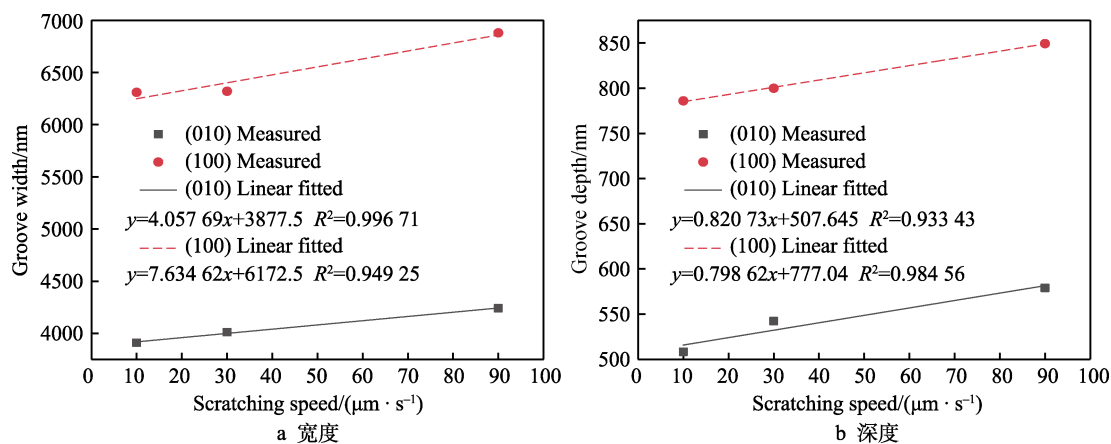 7000
6500
6000
5500
5000
4500
4000
Groove width/nm
(010) Measured
(100) Measured
(010) Linear fitted
y=4.057 69x+3877.5 R²=0.996 71
(100) Linear fitted
y=7.634 62x+6172.5 R²=0.949 25
0 10 20 30 40 50 60 70 80 90 100
Scratching speed/(μm · s⁻¹)
a 宽度
850
800
750
700
650
600
550
500
Groove depth/nm
(010) Measured
(100) Measured
(010) Linear fitted
y=0.820 73x+507.645 R²=0.933 43
(100) Linear fitted
y=0.798 62x+777.04 R²=0.984 56
0 10 20 30 40 50 60 70 80 90 100
Scratching speed/(μm · s⁻¹)
b 深度